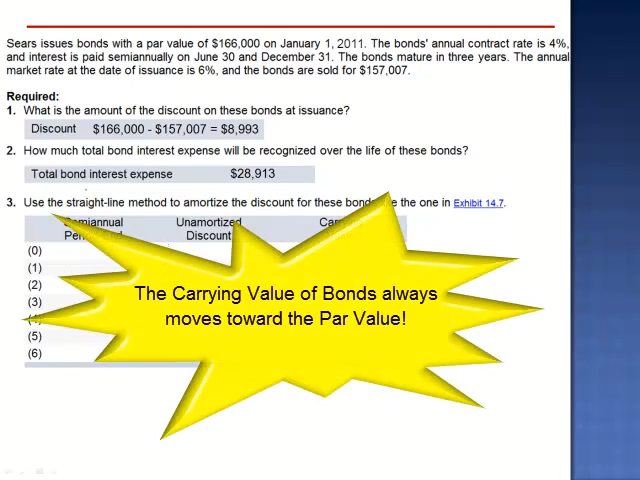 Sears issues bonds with a par value of $166,000 on January 1, 2011. The bonds' annual contract rate is 4%,
and interest is paid semiannually on June 30 and December 31. The bonds mature in three years. The annual
market rate at the date of issuance is 6%, and the bonds are sold for $157,007.
Required:
1. What is the amount of the discount on these bonds at issuance?
Discount $166,000 - $157,007 = $8,993
2. How much total bond interest expense will be recognized over the life of these bonds?
Total bond interest expense $28,913
3. Use the straight-line method to amortize the discount for these bonds the one in Exhibit 14.7.
Semiannual Unamortized
Discount
(0)
(1)
(2)
(3)
(5)
(6)
The Carrying Value of Bonds always
moves toward the Par Value!